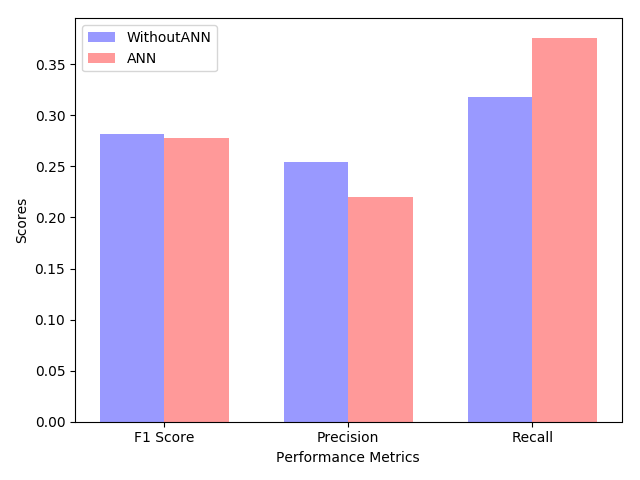 WithoutANN
ANN
0.35
0.30
0.25
0.20
0.15
0.10
0.05
0.00
Scores
F1 Score
Precision
Recall
Performance Metrics